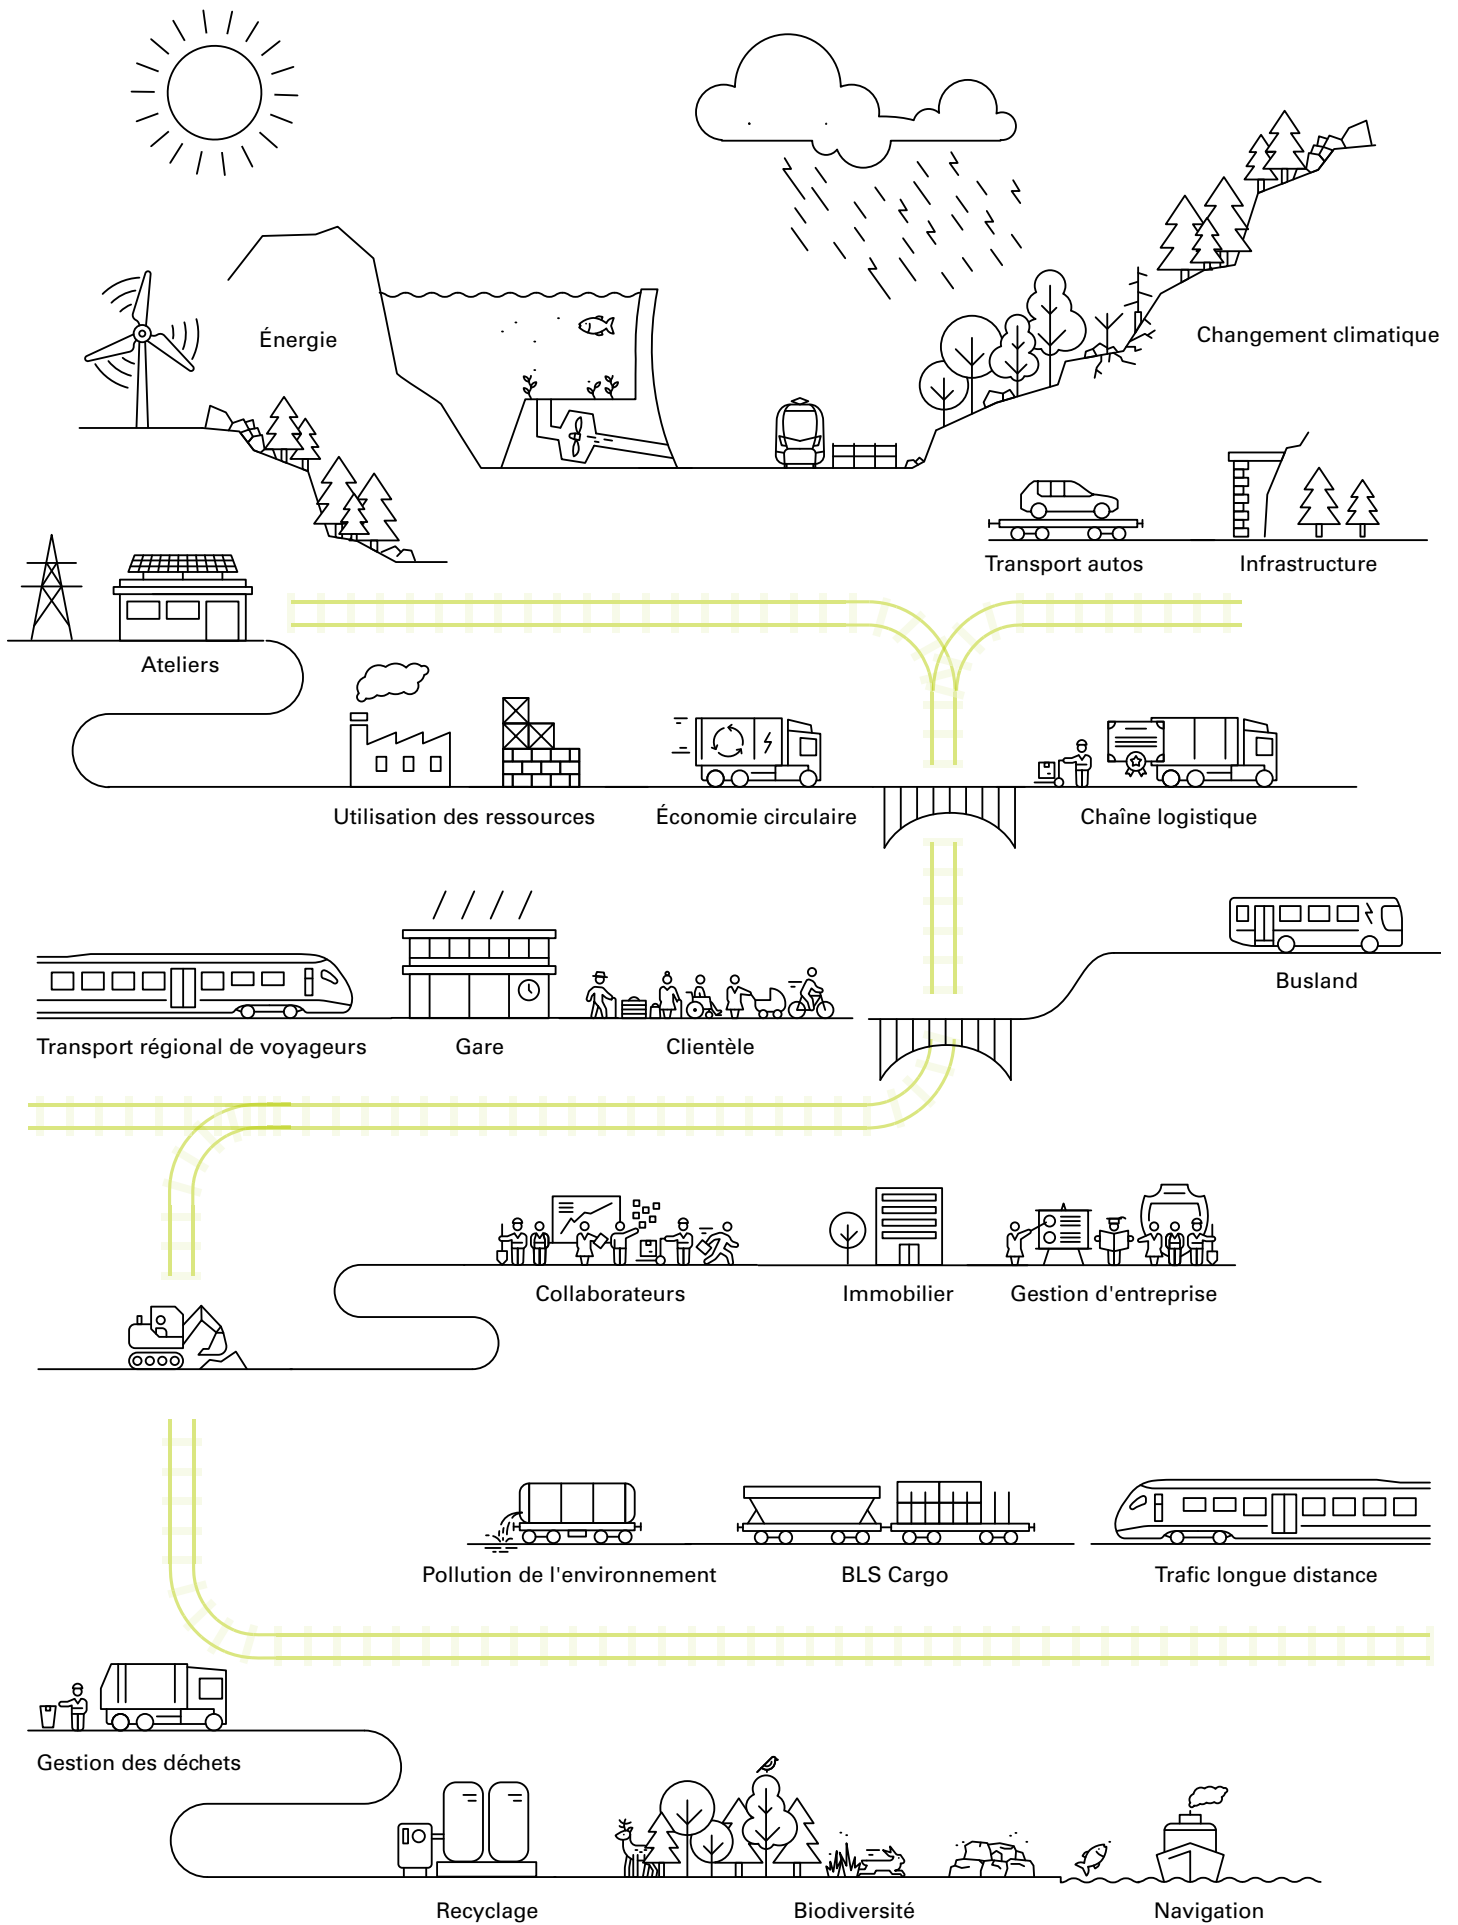 Énergie
Changement climatique
Transport autos
Infrastructure
Ateliers
Utilisation des ressources
Économie circulaire
Chaîne logistique
Busland
Transport régional de voyageurs
Gare
Clientèle
Collaborateurs
Immobilier
Gestion d'entreprise
Pollution de l'environnement
BLS Cargo
Trafic longue distance
Gestion des déchets
Recyclage
Biodiversité
Navigation